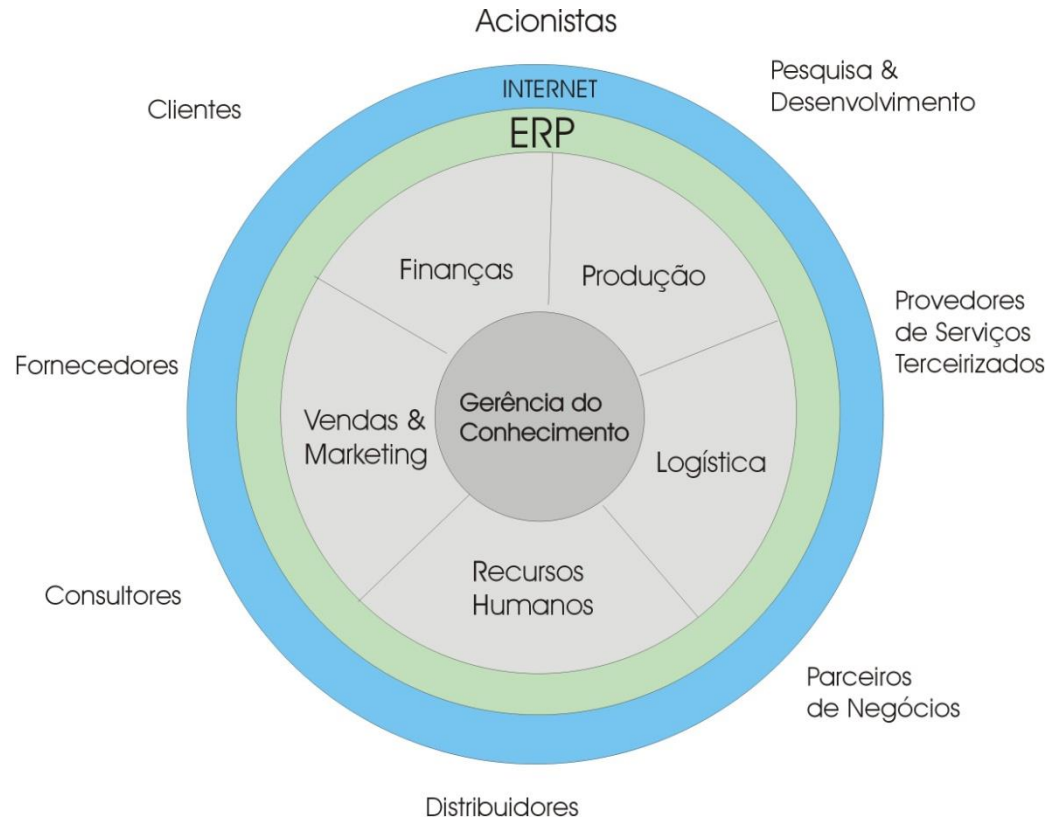 Acionistas
Pesquisa &
Desenvolvimento
Clientes
INTERNET
ERP
Finanças
Produção
Provedores
de Serviços
Terceirizados
Fornecedores
Vendas &
Marketing
Gerência do
Conhecimento
Logística
Recursos
Humanos
Consultores
Parceiros
de Negócios
Distribuidores